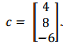 c = [4
8
−6].